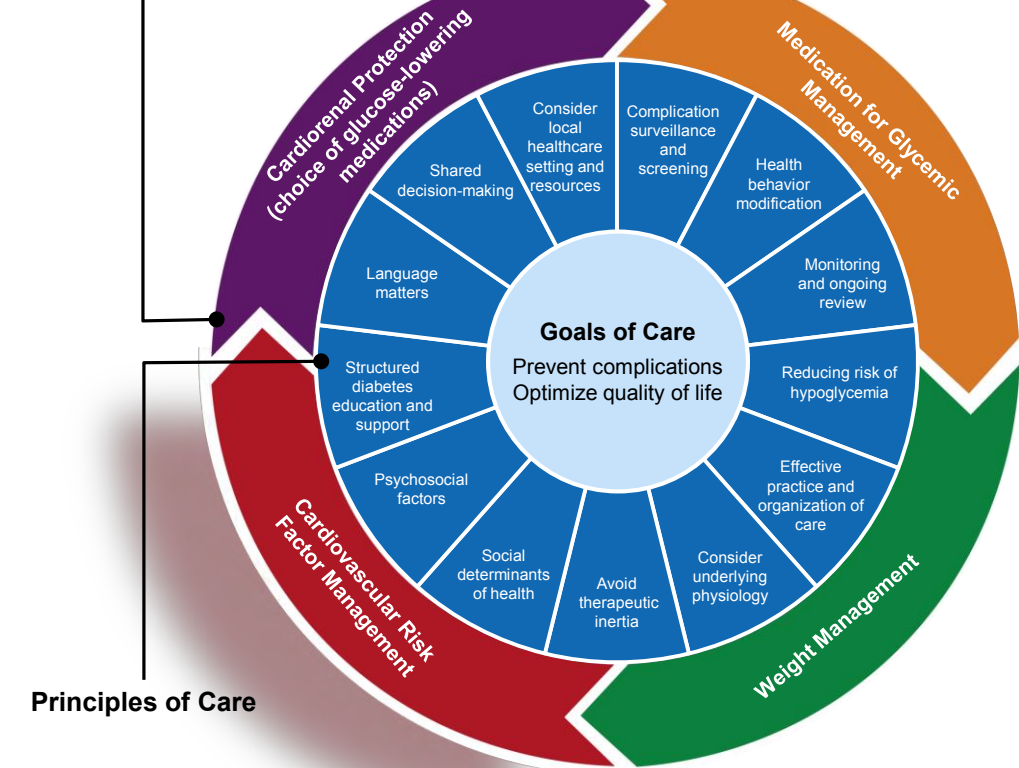 Cardiorenal Protection
(choice of glucose-lowering
medications)
Medication for Glycemic
Management
Consider
local
healthcare
setting and
resources
Complication
surveillance
and
screening
Health
behavior
modification
Monitoring
and ongoing
review
Reducing risk of
hypoglycemia
Effective
practice and
organization of
care
Consider
underlying
physiology
Avoid
therapeutic
inertia
Social
determinants
of health
Psychosocial
factors
Structured
diabetes
education and
support
Language
matters
Shared
decision-making
Goals of Care
Prevent complications
Optimize quality of life
Weight Management
Cardiovascular Risk
Factor Management
Principles of Care